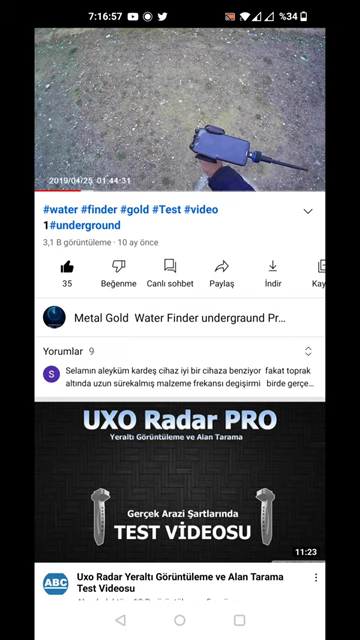 7:16:57
%34
2019/04/25 01:44:31
#water #finder #gold #Test #video
1#underground
3,1 B görüntüleme · 10 ay önce
35
Beğenme
Canlı sohbet
Paylaş
İndir
Kay
Metal Gold Water Finder undergraund Pr...
Yorumlar 9
S
Selamın aleyküm kardeş cihaz iyi bir cihaza benziyor fakat toprak
altında uzun sürekalmış malzeme frekansı degişirmi birde gerçe...
UXO Radar PRO
Yeraltı Görüntüleme ve Alan Tarama
Gerçek Arazi Şartlarında
TEST VİDEOSU
11:23
ABC
Uxo Radar Yeraltı Görüntüleme ve Alan Tarama
Test Videosu